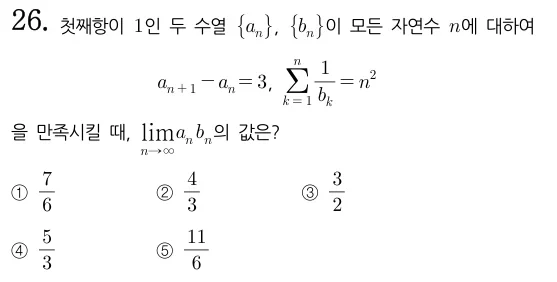 26. 첫째항이 1인 두 수열 {aₙ}, {bₙ}이 모든 자연수 n에 대하여
aₙ₊₁ − aₙ = 3, ∑ₖ₌₁ⁿ 1/bₖ = n²
을 만족시킬 때, lim_{n→∞} aₙbₙ의 값은?
① 7/6 ② 4/3 ③ 3/2
④ 5/3 ⑤ 11/6